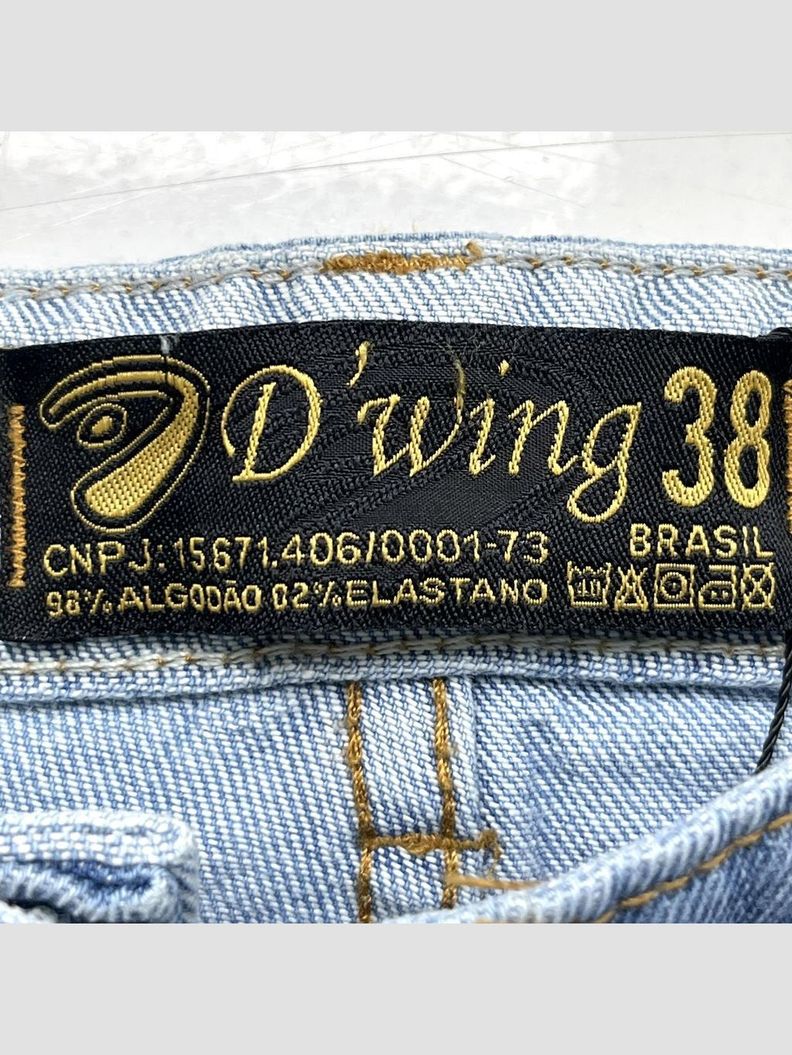 D'wing 38
CNPJ: 15671.406/0001-73 BRASIL
98% ALGODÃO 02% ELASTANO